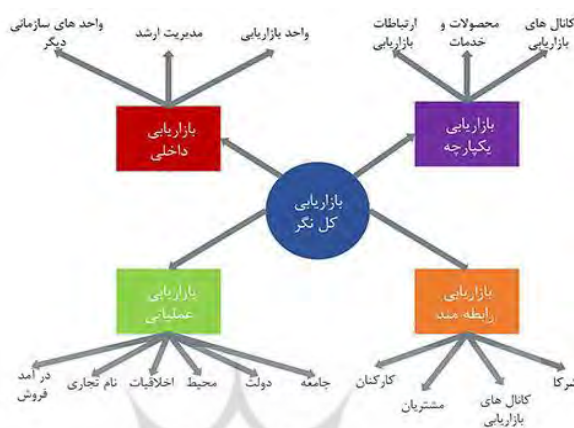 کانال های
بازاریابی
محصولات و
خدمات
ارتباطات
بازاریابی
واحد بازاریابی
مدیریت ارشد
واحد های سازمانی
دیگر
بازاریابی
یکپارچه
بازاریابی
داخلی
بازاریابی
کل نگر
بازاریابی
رابطه مند
بازاریابی
عملیاتی
شرکا
کانال های
بازاریابی
مشتریان
کارکنان
جامعه
دولت
محیط
اخلاقیات
نام تجاری
در آمد
فروش